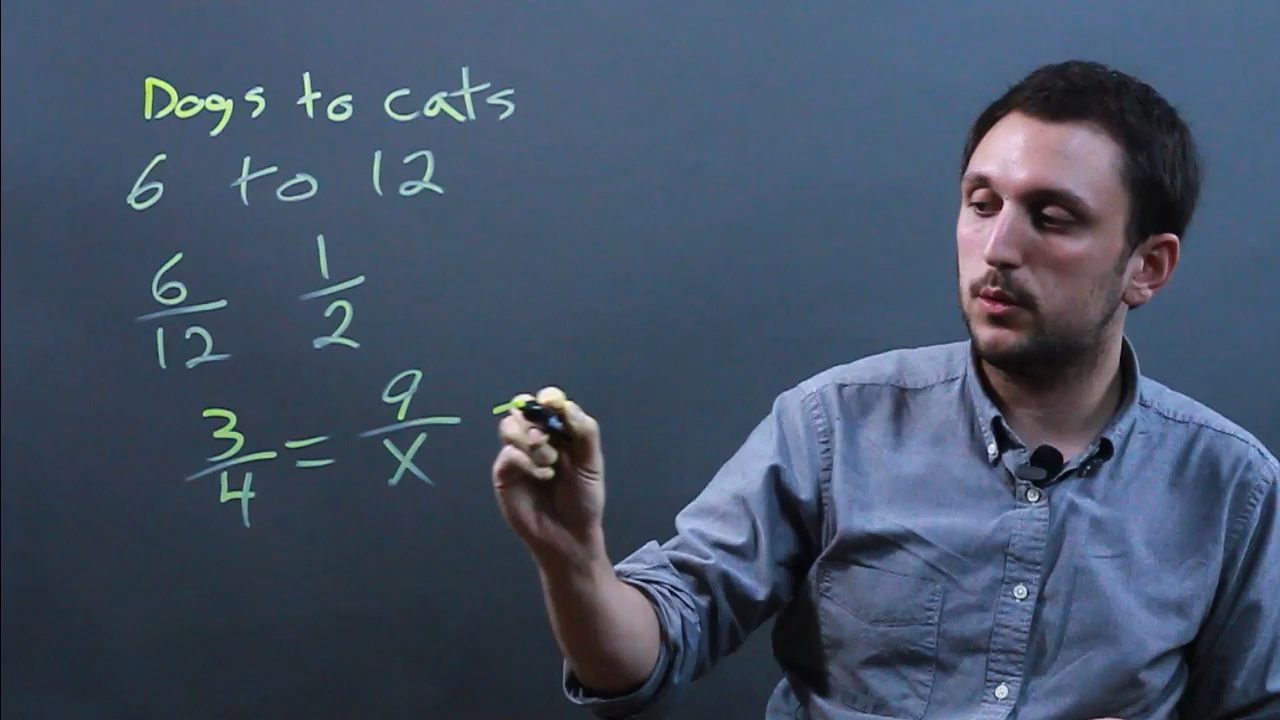 Dogs to cats
6 to 12
6/12 1/2
3/4 = 9/x